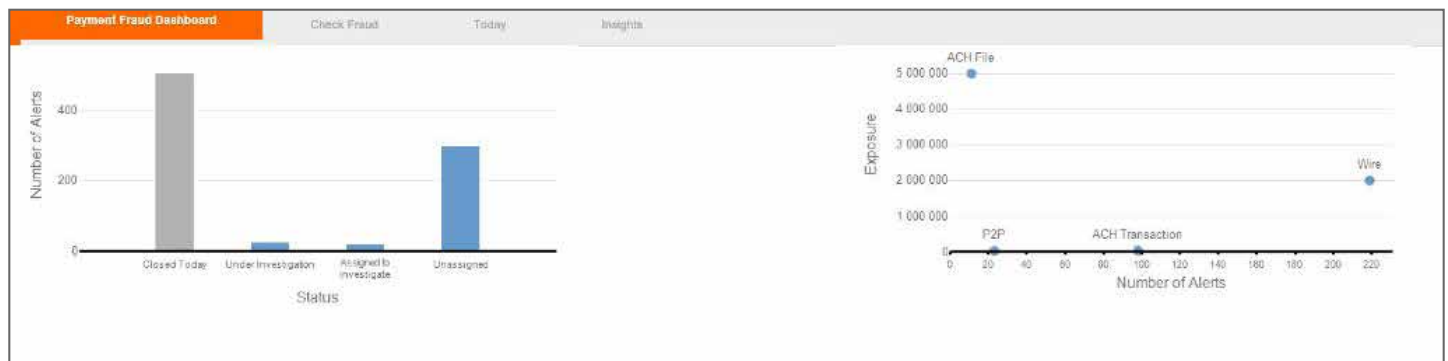 Payment Fraud Dashboard
Check Fraud
Today
Insights
Number of Alerts
400
200
0
Closed Today
Under Investigation
Assigned to
investigate
Unassigned
Status
Exposure
5 000 000
4 000 000
3 000 000
2 000 000
1 000 000
0
ACH File
Wire
P2P
ACH Transaction
0 20 40 60 80 100 120 140 160 180 200 220
Number of Alerts